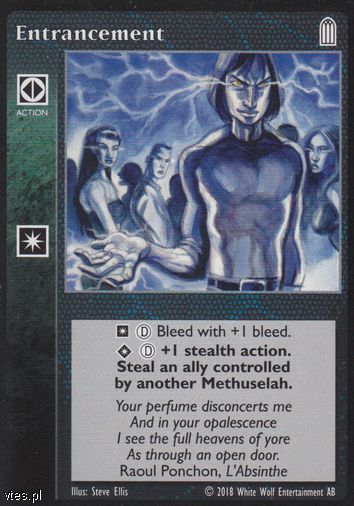 Entrancement
ACTION
D Bleed with +1 bleed.
D +1 stealth action.
Steal an ally controlled
by another Methuselah.
Your perfume disconcerts me
And in your opalescence
I see the full heavens of yore
As through an open door.
Raoul Ponchon, L'Absinthe
Illus: Steve Ellis © 2018 White Wolf Entertainment AB
vtes.pl